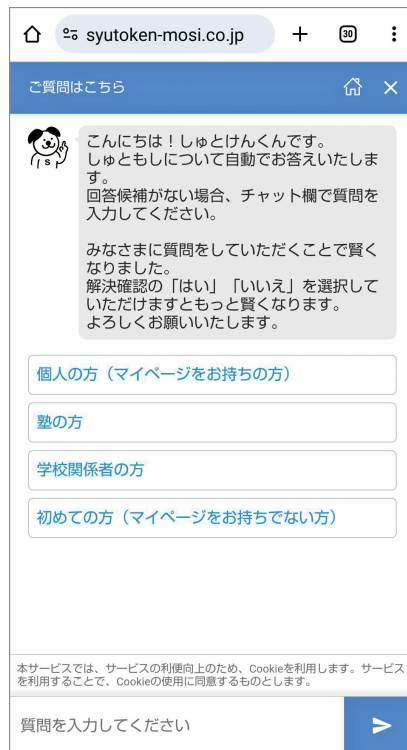 syutoken-mosi.co.jp
30
ご質問はこちら
こんにちは！しゅとけんくんです。
しゅともしについて自動でお答えいたしま
す。
回答候補がない場合、チャット欄で質問を
入力してください。
みなさまに質問をしていただくことで賢く
なりました。
解決確認の「はい」「いいえ」を選択して
いただけますともっと賢くなります。
よろしくお願いいたします。
( s )
個人の方（マイページをお持ちの方）
塾の方
学校関係者の方
初めての方（マイページをお持ちでない方）
本サービスでは、サービスの利便向上のため、Cookieを利用します。サービス
を利用することで、Cookieの使用に同意するものとします。
質問を入力してください